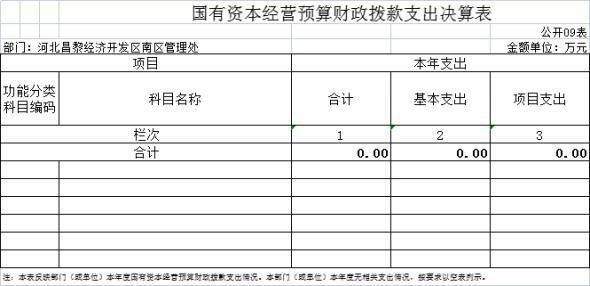 国有资本经营预算财政拨款支出决算表
公开09表
部门：河北昌黎经济开发区南区管理处 金额单位：万元
项目 本年支出
功能分类科目编码 科目名称 合计 基本支出 项目支出
栏次 1 2 3
合计 0.00 0.00 0.00
注：本表反映部门（或单位）本年度国有资本经营预算财政拨款支出情况。本部门（或单位）本年度无相关支出情况，按要求以空表列示。